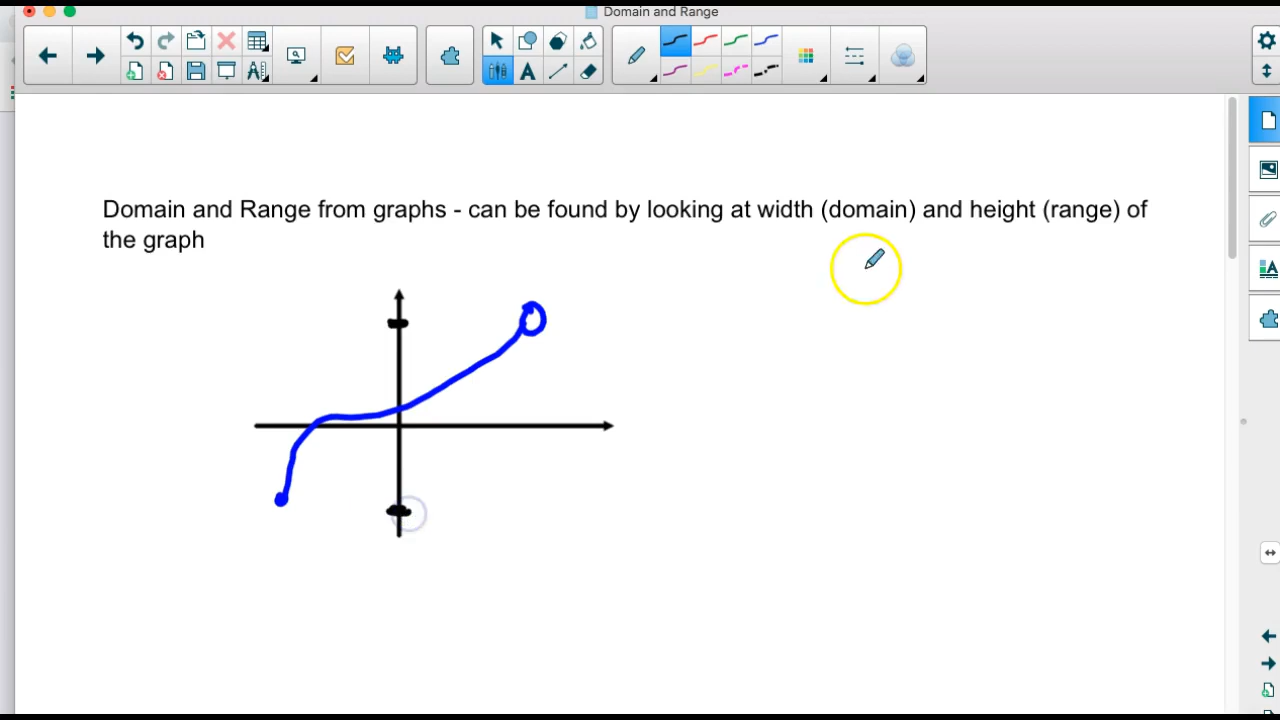 Domain and Range
Domain and Range from graphs - can be found by looking at width (domain) and height (range) of
the graph